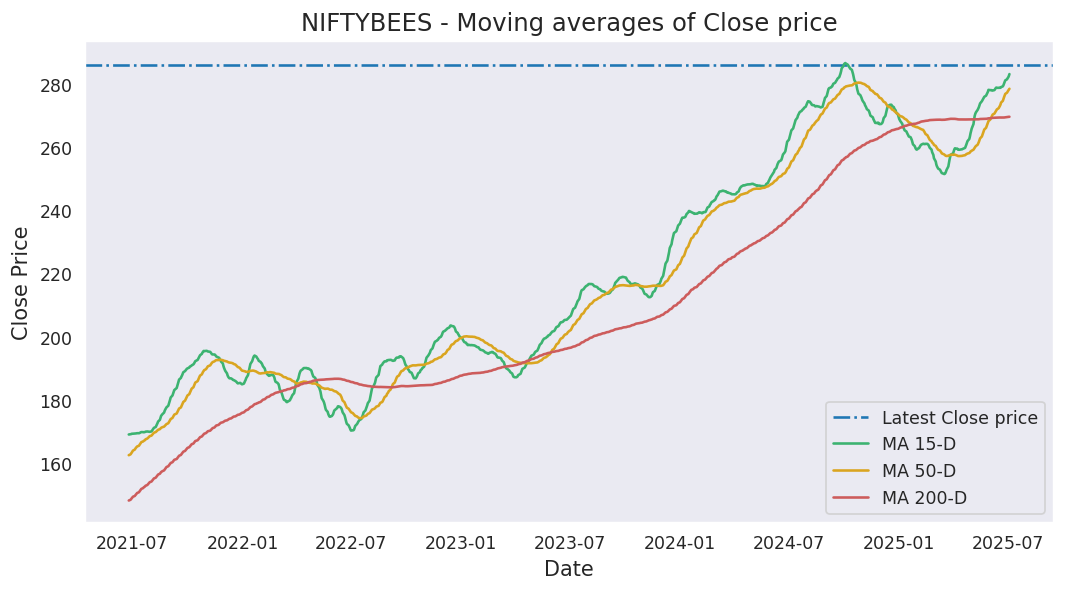 NIFTYBEES - Moving averages of Close price
Close Price
280
260
240
220
200
180
160
2021-07
2022-01
2022-07
2023-01
2023-07
2024-01
2024-07
2025-01
2025-07
Date
Latest Close price
MA 15-D
MA 50-D
MA 200-D